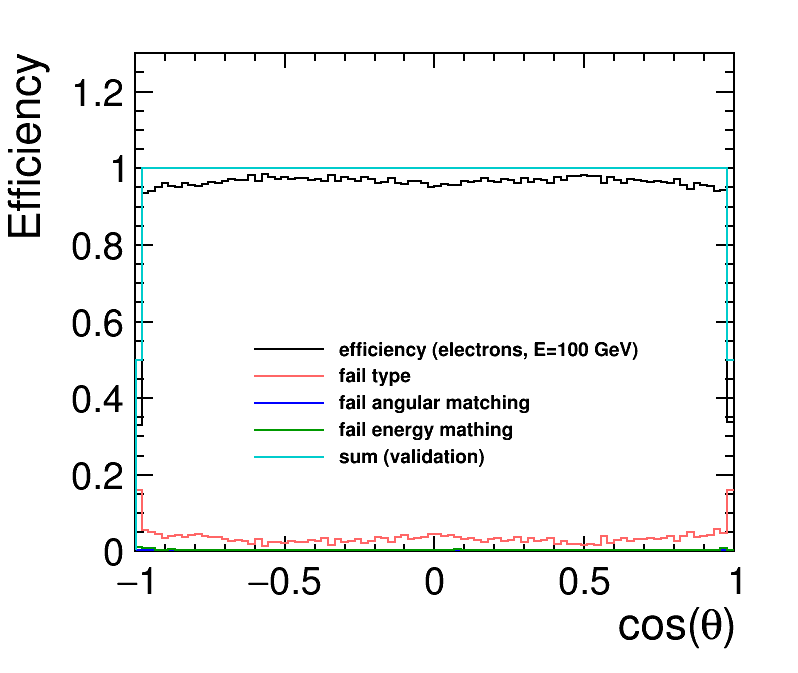 Efficiency
1.2
1
0.8
0.6
0.4
0.2
0
efficiency (electrons, E=100 GeV)
fail type
fail angular matching
fail energy mathing
sum (validation)
−1 −0.5 0 0.5 1
cos(θ)